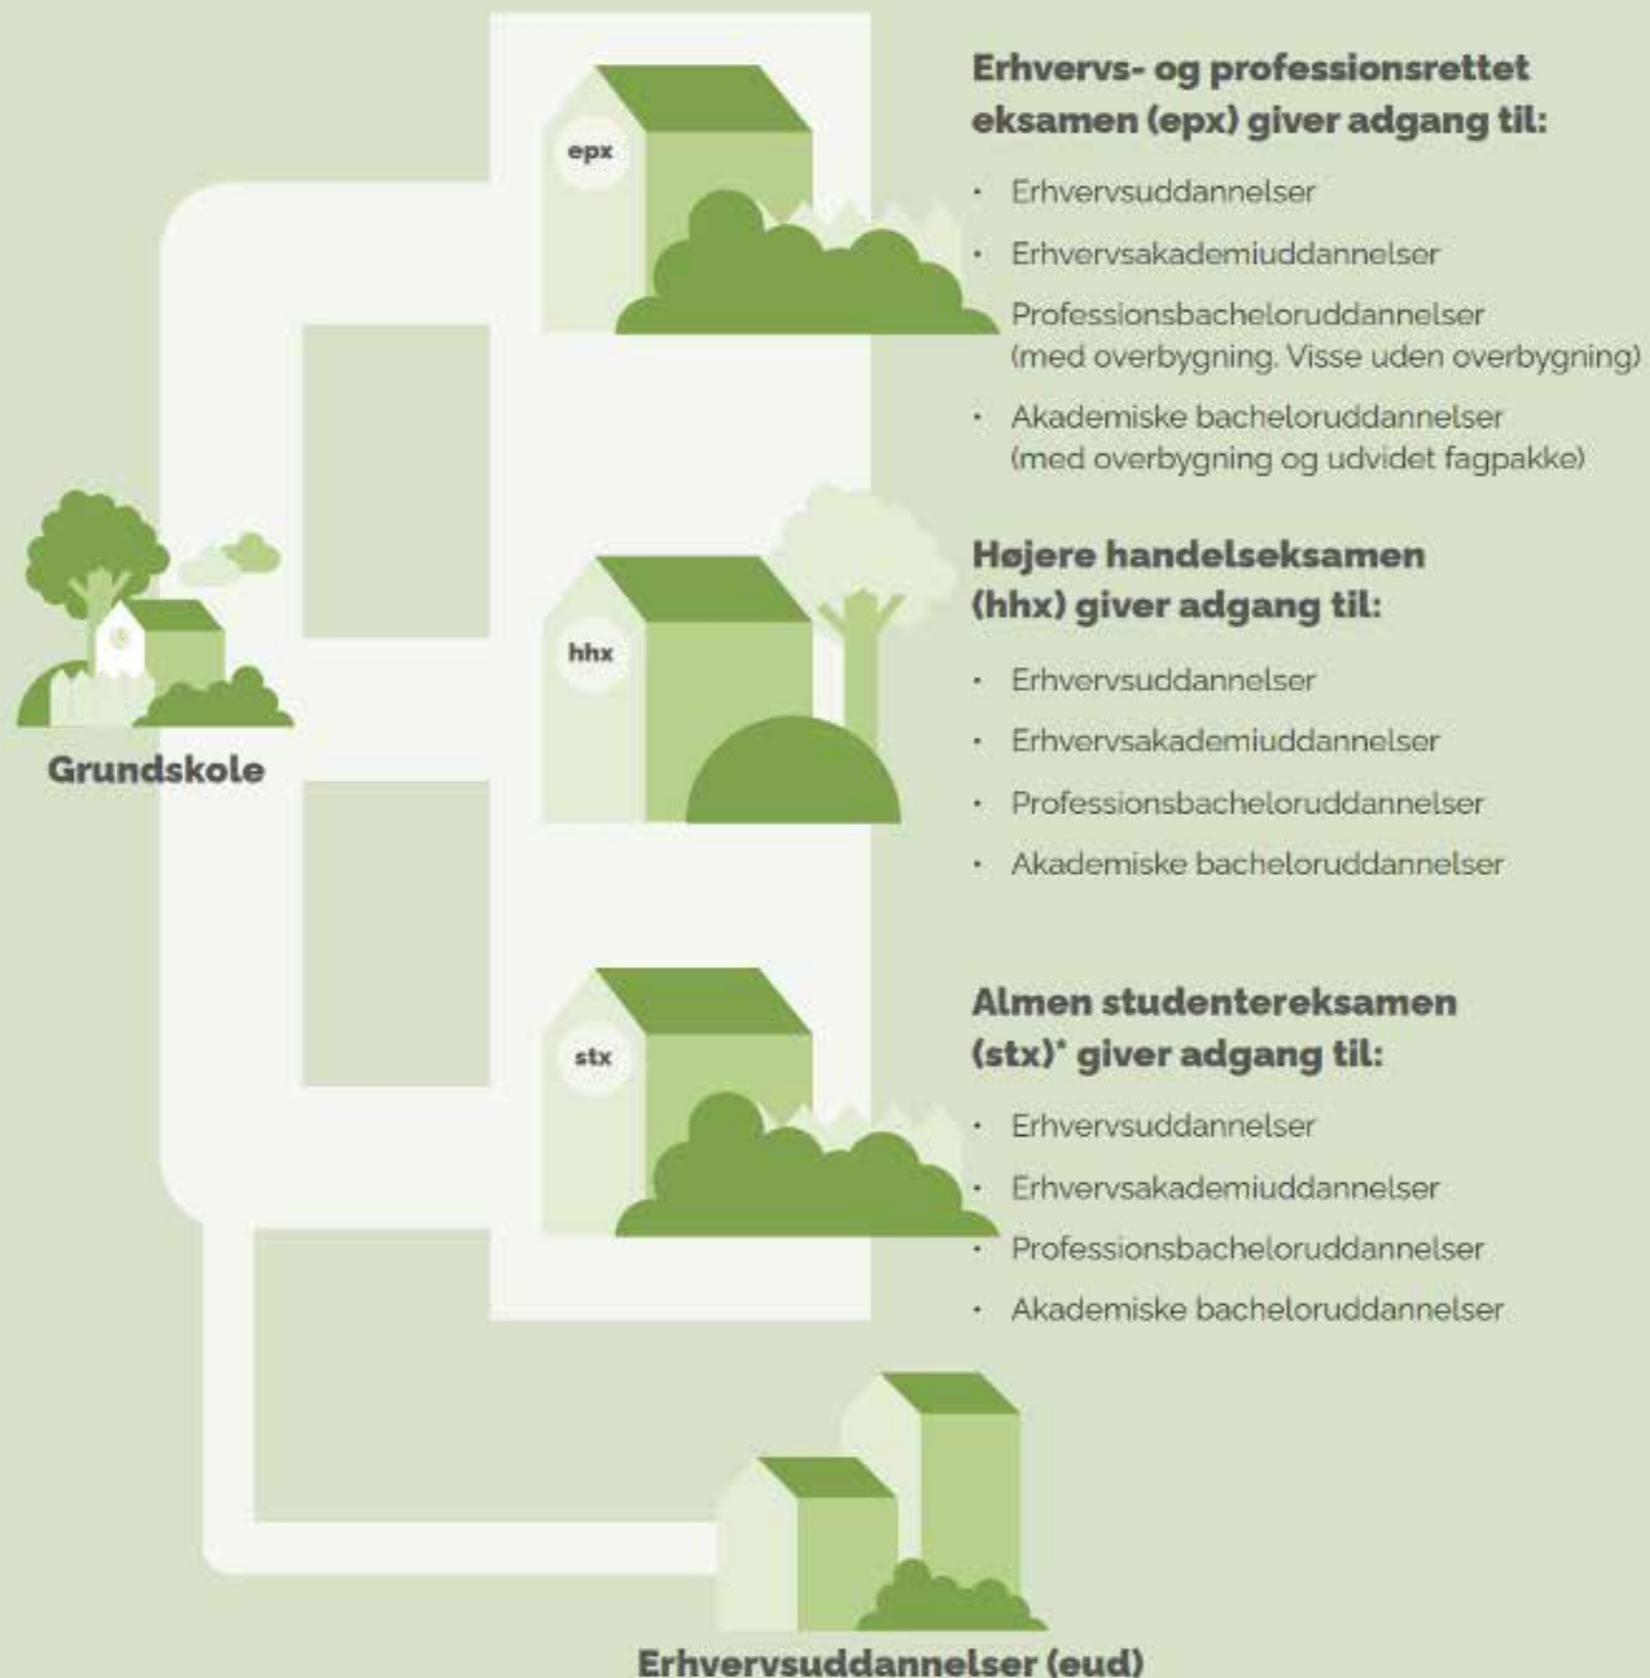 epx
Erhvervs- og professionsrettet
eksamen (epx) giver adgang til:
• Erhvervsuddannelser
• Erhvervsakademiuddannelser
Professionsbacheloruddannelser
(med overbygning. Visse uden overbygning)
• Akademiske bacheloruddannelser
(med overbygning og udvidet fagpakke)
Grundskole
hhx
Højere handelseksamen
(hhx) giver adgang til:
• Erhvervsuddannelser
• Erhvervsakademiuddannelser
• Professionsbacheloruddannelser
• Akademiske bacheloruddannelser
stx
Almen studentereksamen
(stx)* giver adgang til:
• Erhvervsuddannelser
• Erhvervsakademiuddannelser
• Professionsbacheloruddannelser
• Akademiske bacheloruddannelser
Erhvervsuddannelser (eud)